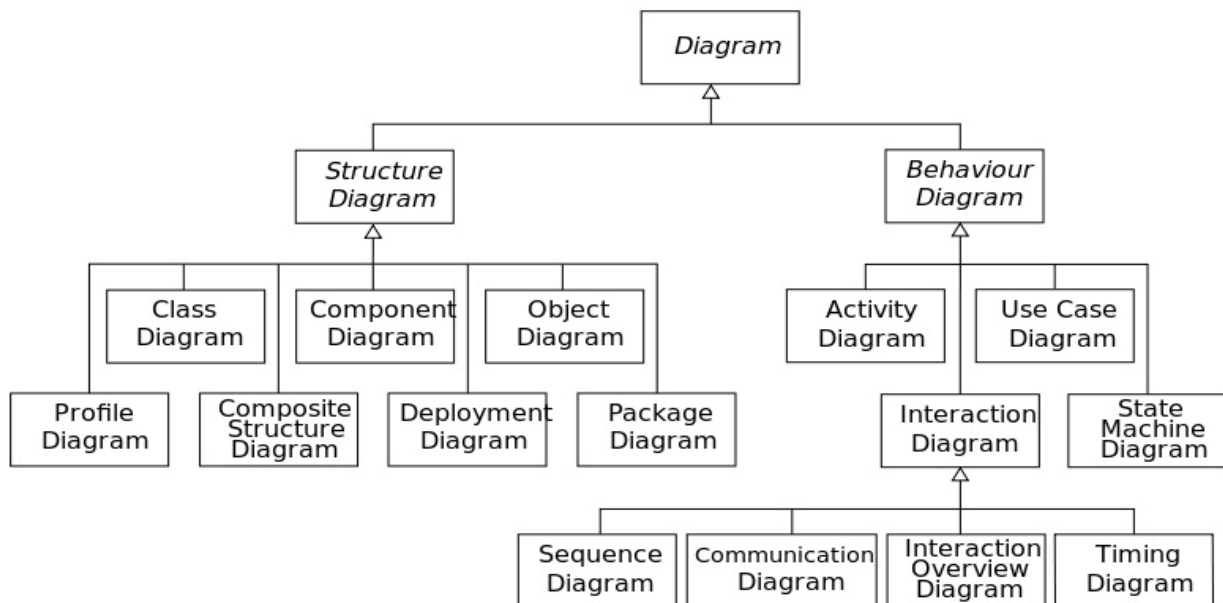 Diagram
Structure
Diagram
Behaviour
Diagram
Class
Diagram
Component
Diagram
Object
Diagram
Activity
Diagram
Use Case
Diagram
Profile
Diagram
Composite
Structure
Diagram
Deployment
Diagram
Package
Diagram
Interaction
Diagram
State
Machine
Diagram
Sequence
Diagram
Communication
Diagram
Interaction
Overview
Diagram
Timing
Diagram